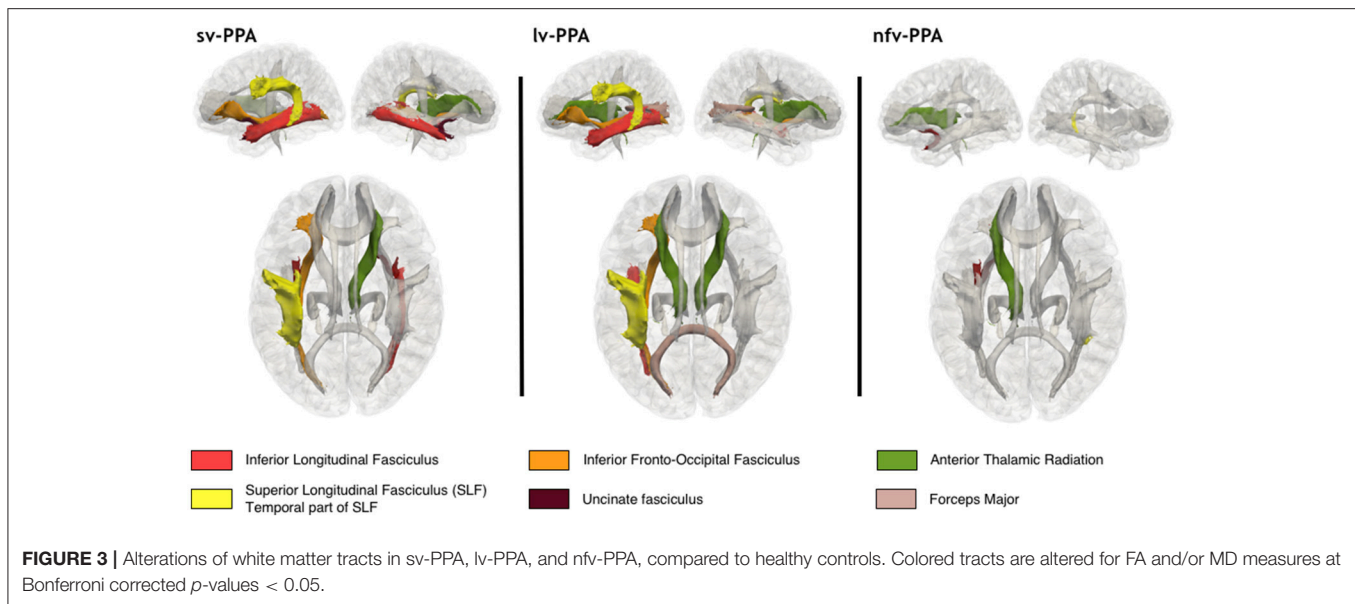 sv-PPA
lv-PPA
nfv-PPA
Inferior Longitudinal Fasciculus
Inferior Fronto-Occipital Fasciculus
Anterior Thalamic Radiation
Superior Longitudinal Fasciculus (SLF)
Temporal part of SLF
Uncinate fasciculus
Forceps Major
FIGURE 3 | Alterations of white matter tracts in sv-PPA, lv-PPA, and nfv-PPA, compared to healthy controls. Colored tracts are altered for FA and/or MD measures at
Bonferroni corrected p-values < 0.05.